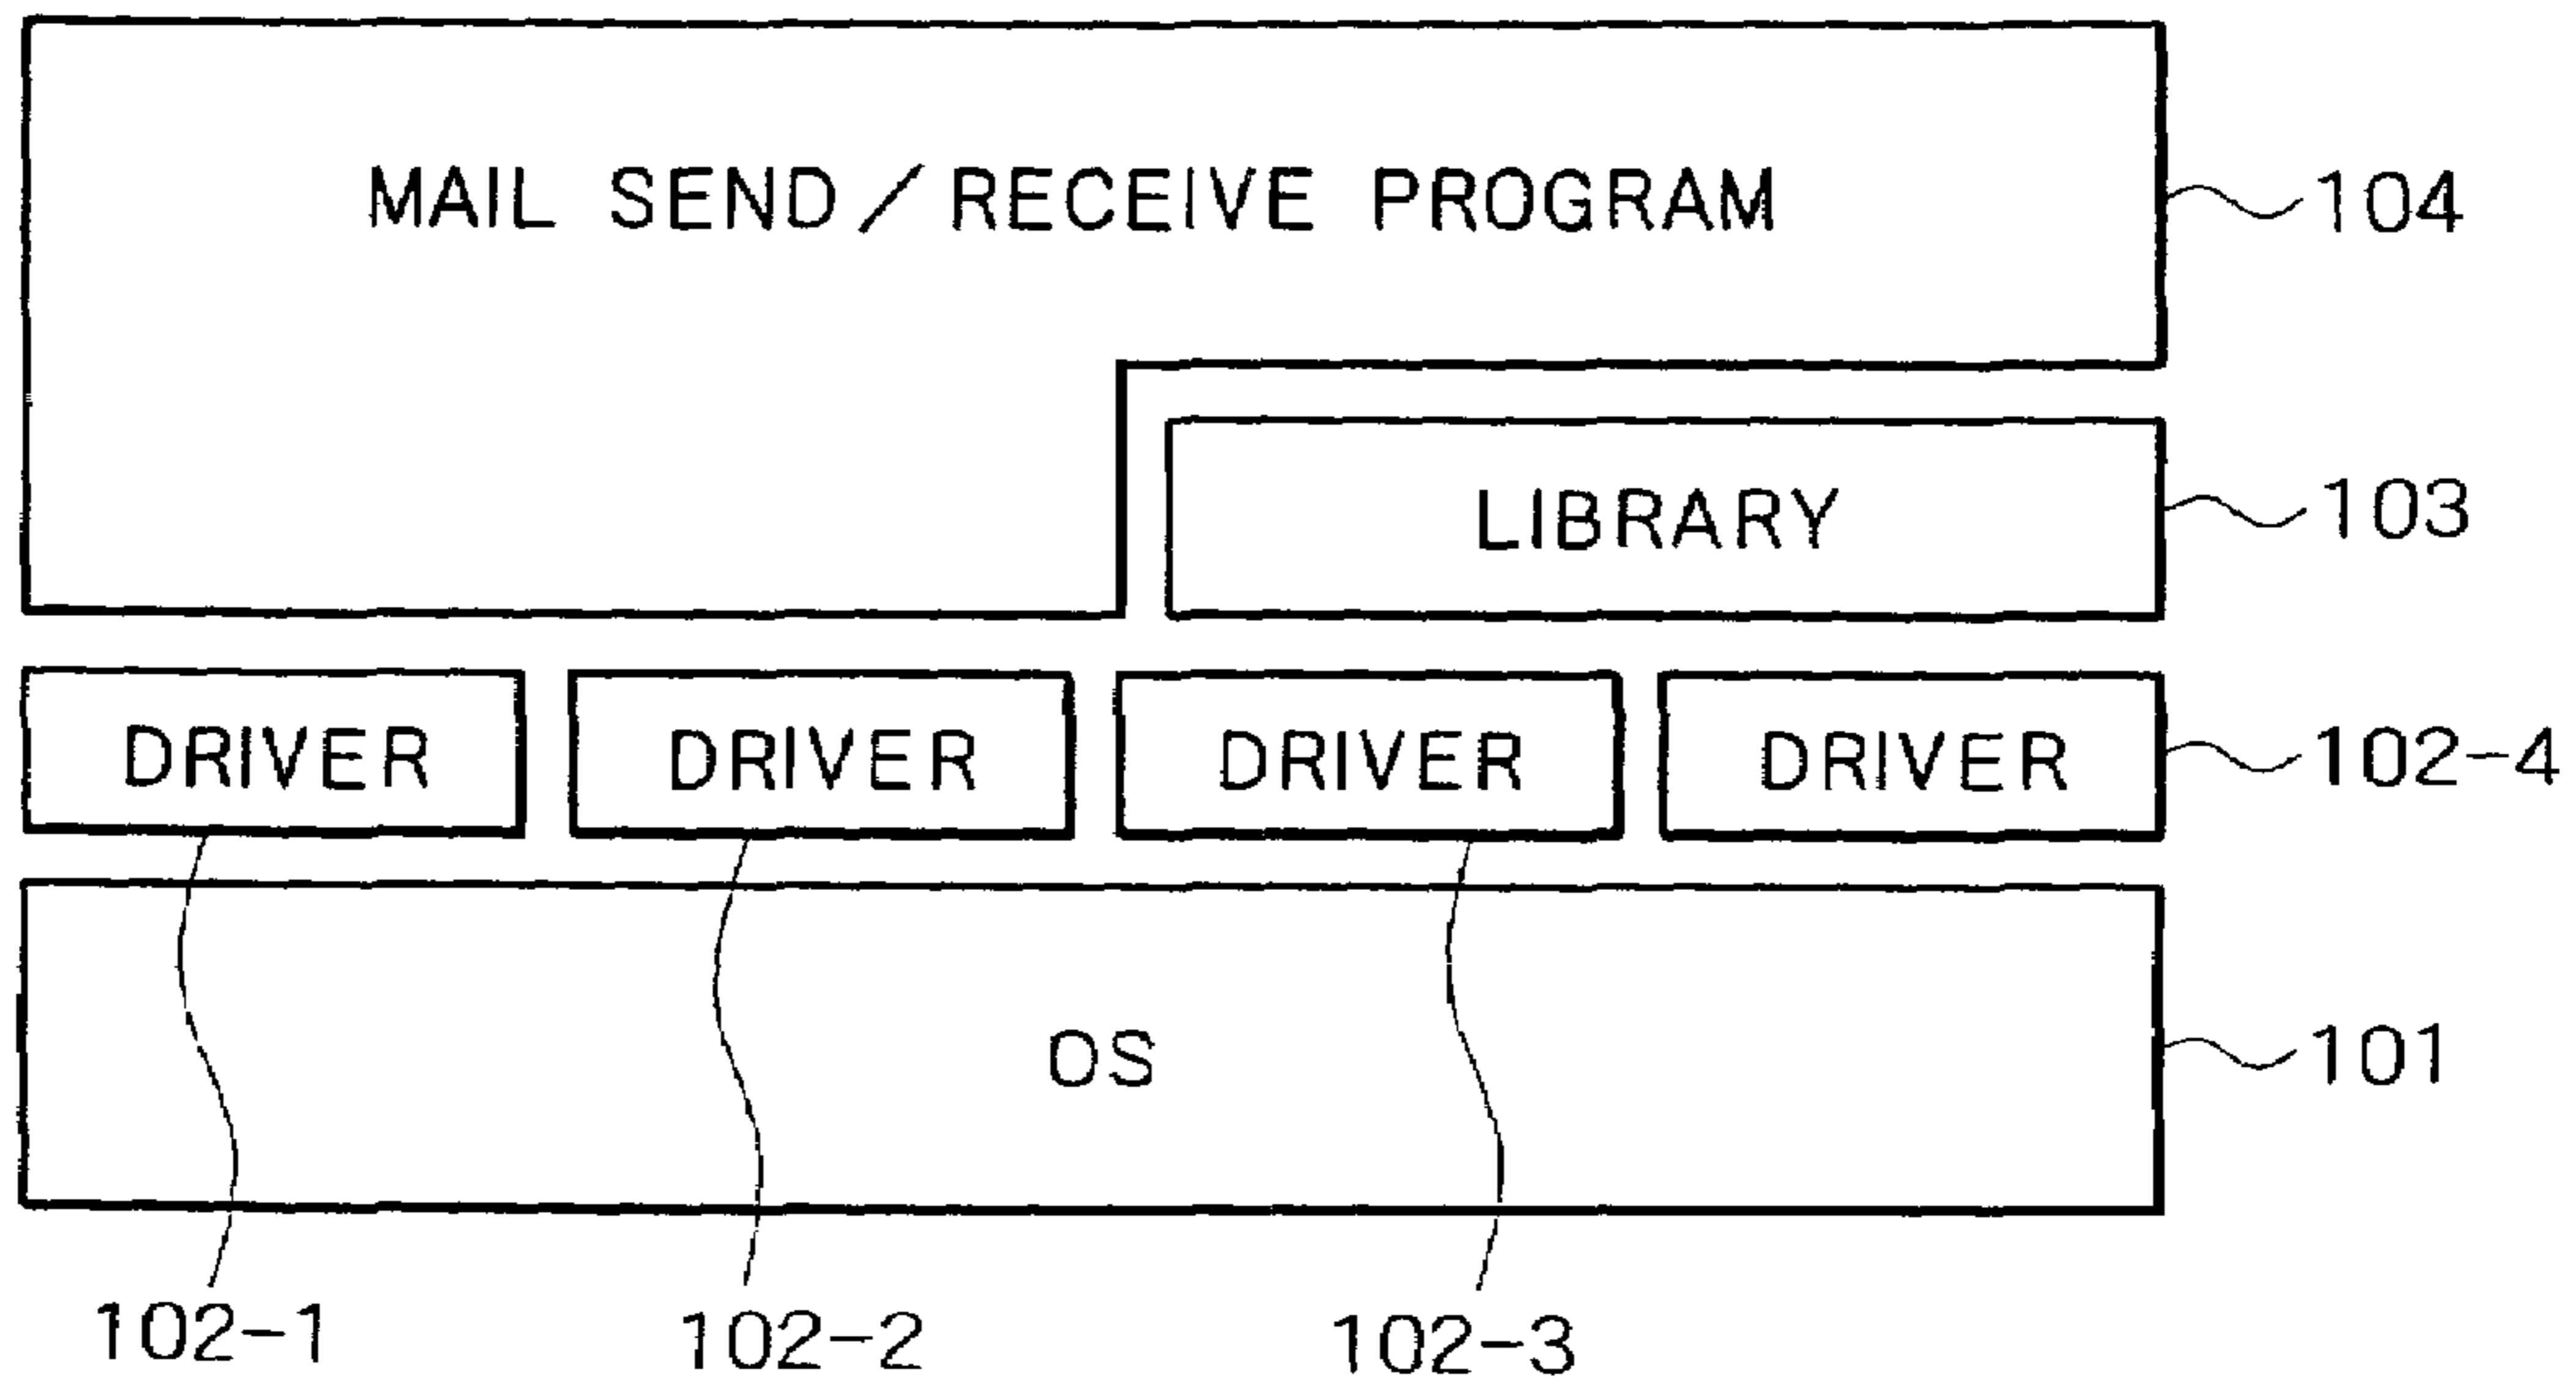 MAIL SEND / RECEIVE PROGRAM
104
LIBRARY
103
DRIVER DRIVER DRIVER DRIVER
102-4
OS
101
102-1 102-2 102-3